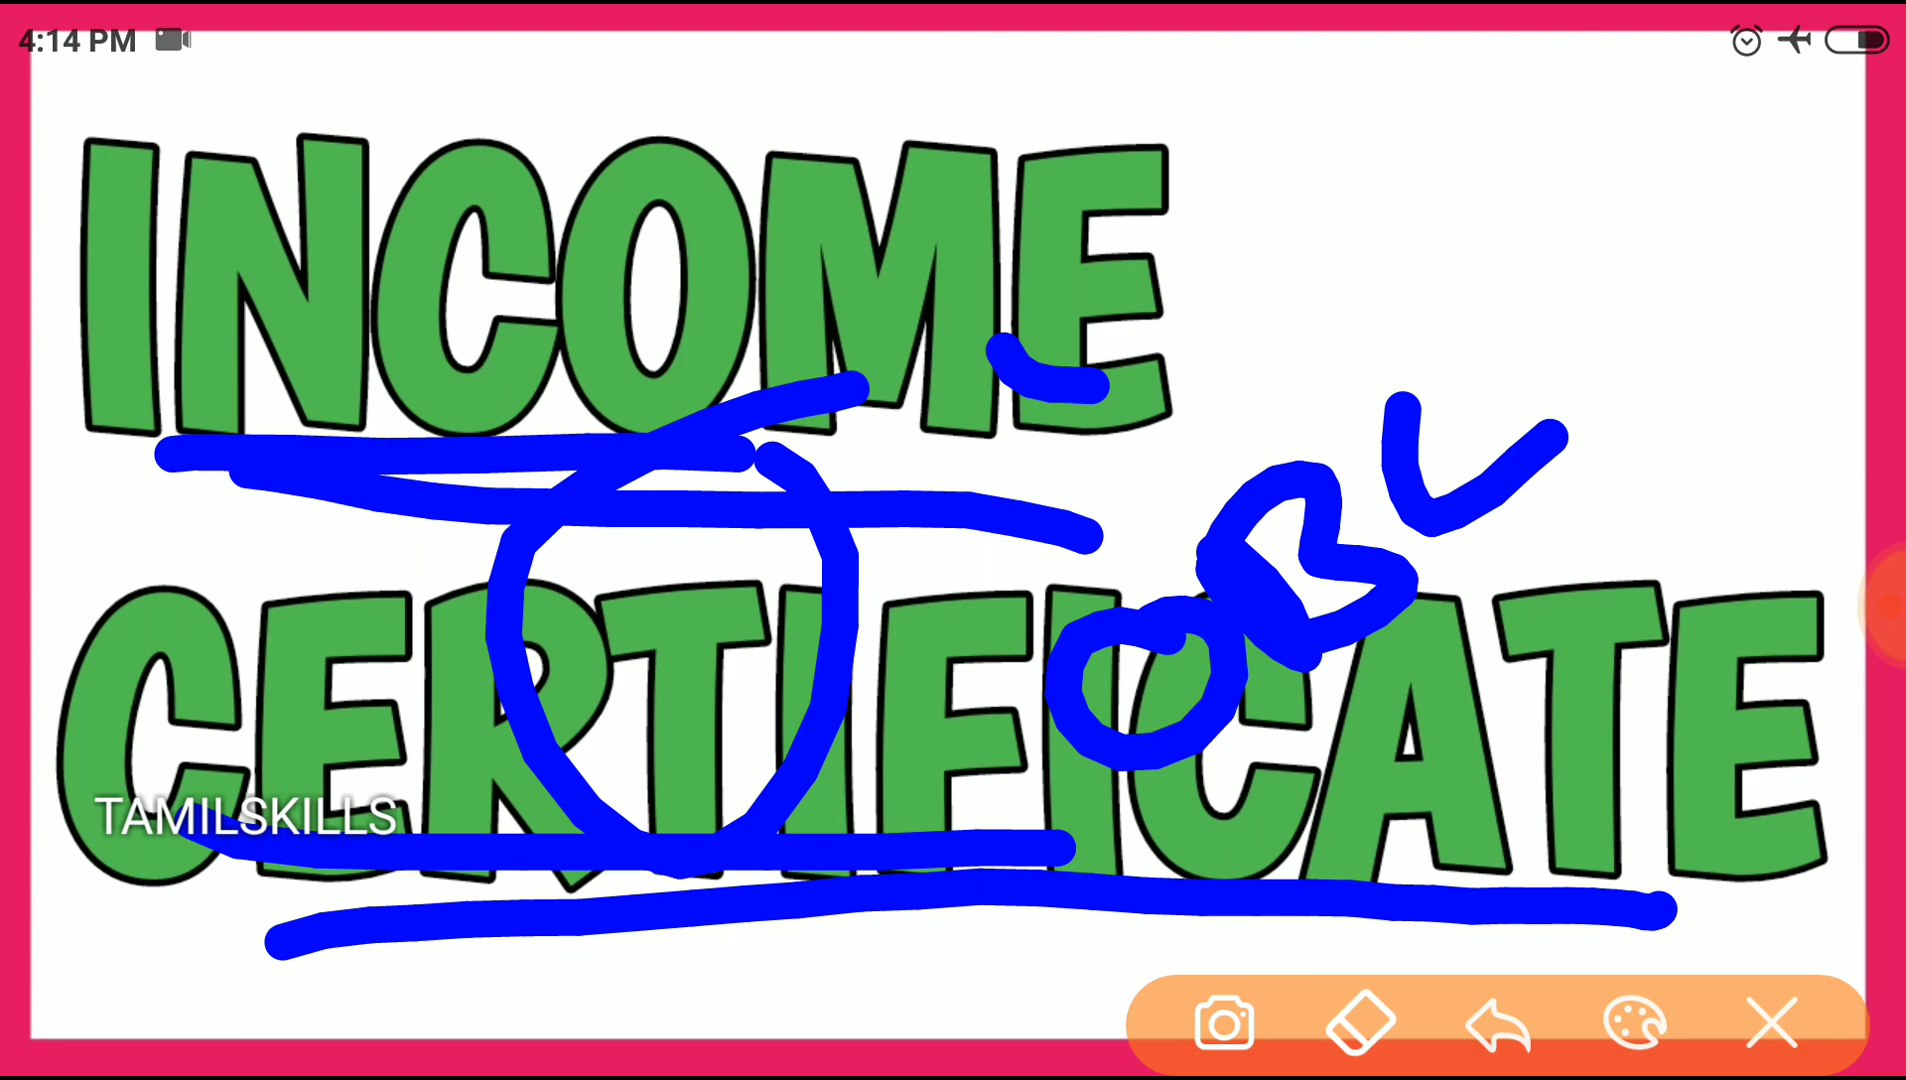 4:14 PM
INCOME
OBC
CERTIFICATE
TAMILSKILLS